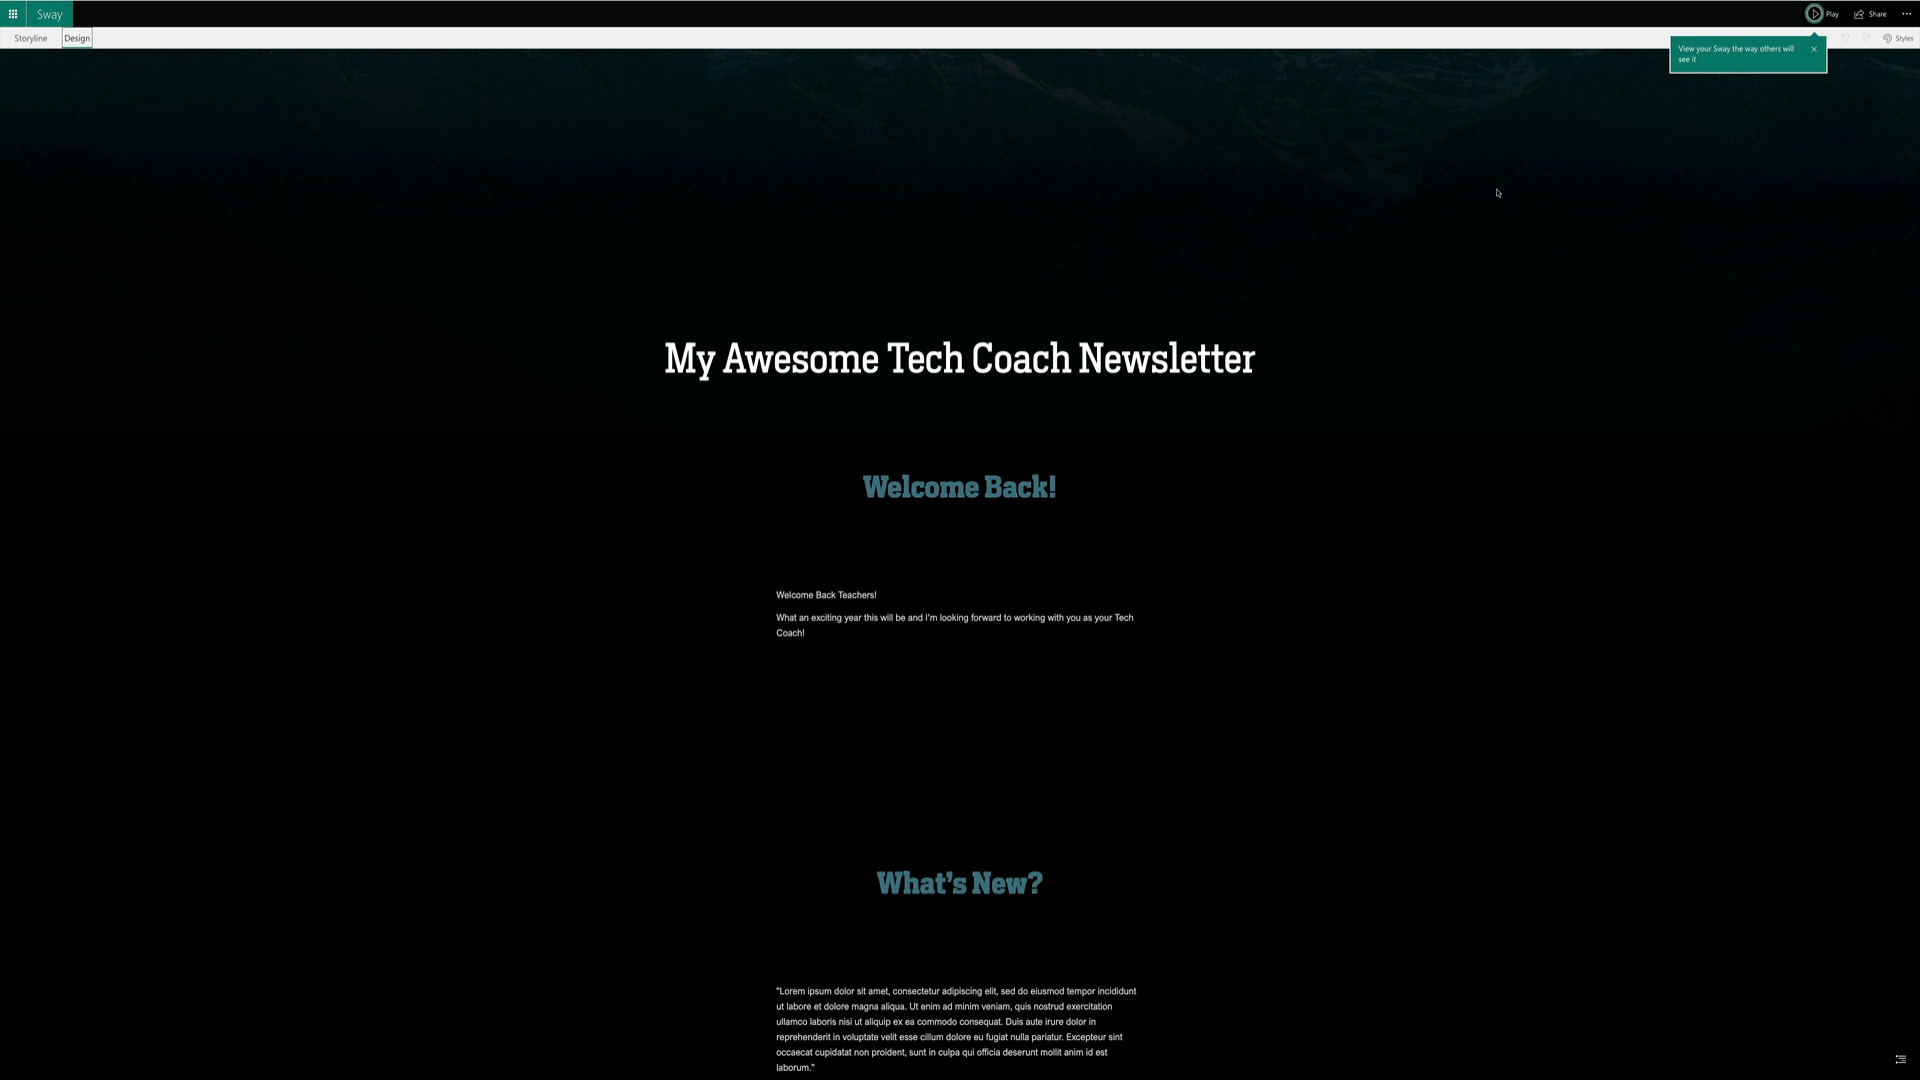 Sway
Play
Share
Storyline
Design
Styles
View your Sway the way others will
see it
My Awesome Tech Coach Newsletter
Welcome Back!
Welcome Back Teachers!
What an exciting year this will be and I'm looking forward to working with you as your Tech
Coach!
What's New?
"Lorem ipsum dolor sit amet, consectetur adipiscing elit, sed do eiusmod tempor incididunt
ut labore et dolore magna aliqua. Ut enim ad minim veniam, quis nostrud exercitation
ullamco laboris nisi ut aliquip ex ea commodo consequat. Duis aute irure dolor in
reprehenderit in voluptate velit esse cillum dolore eu fugiat nulla pariatur. Excepteur sint
occaecat cupidatat non proident, sunt in culpa qui officia deserunt mollit anim id est
laborum."